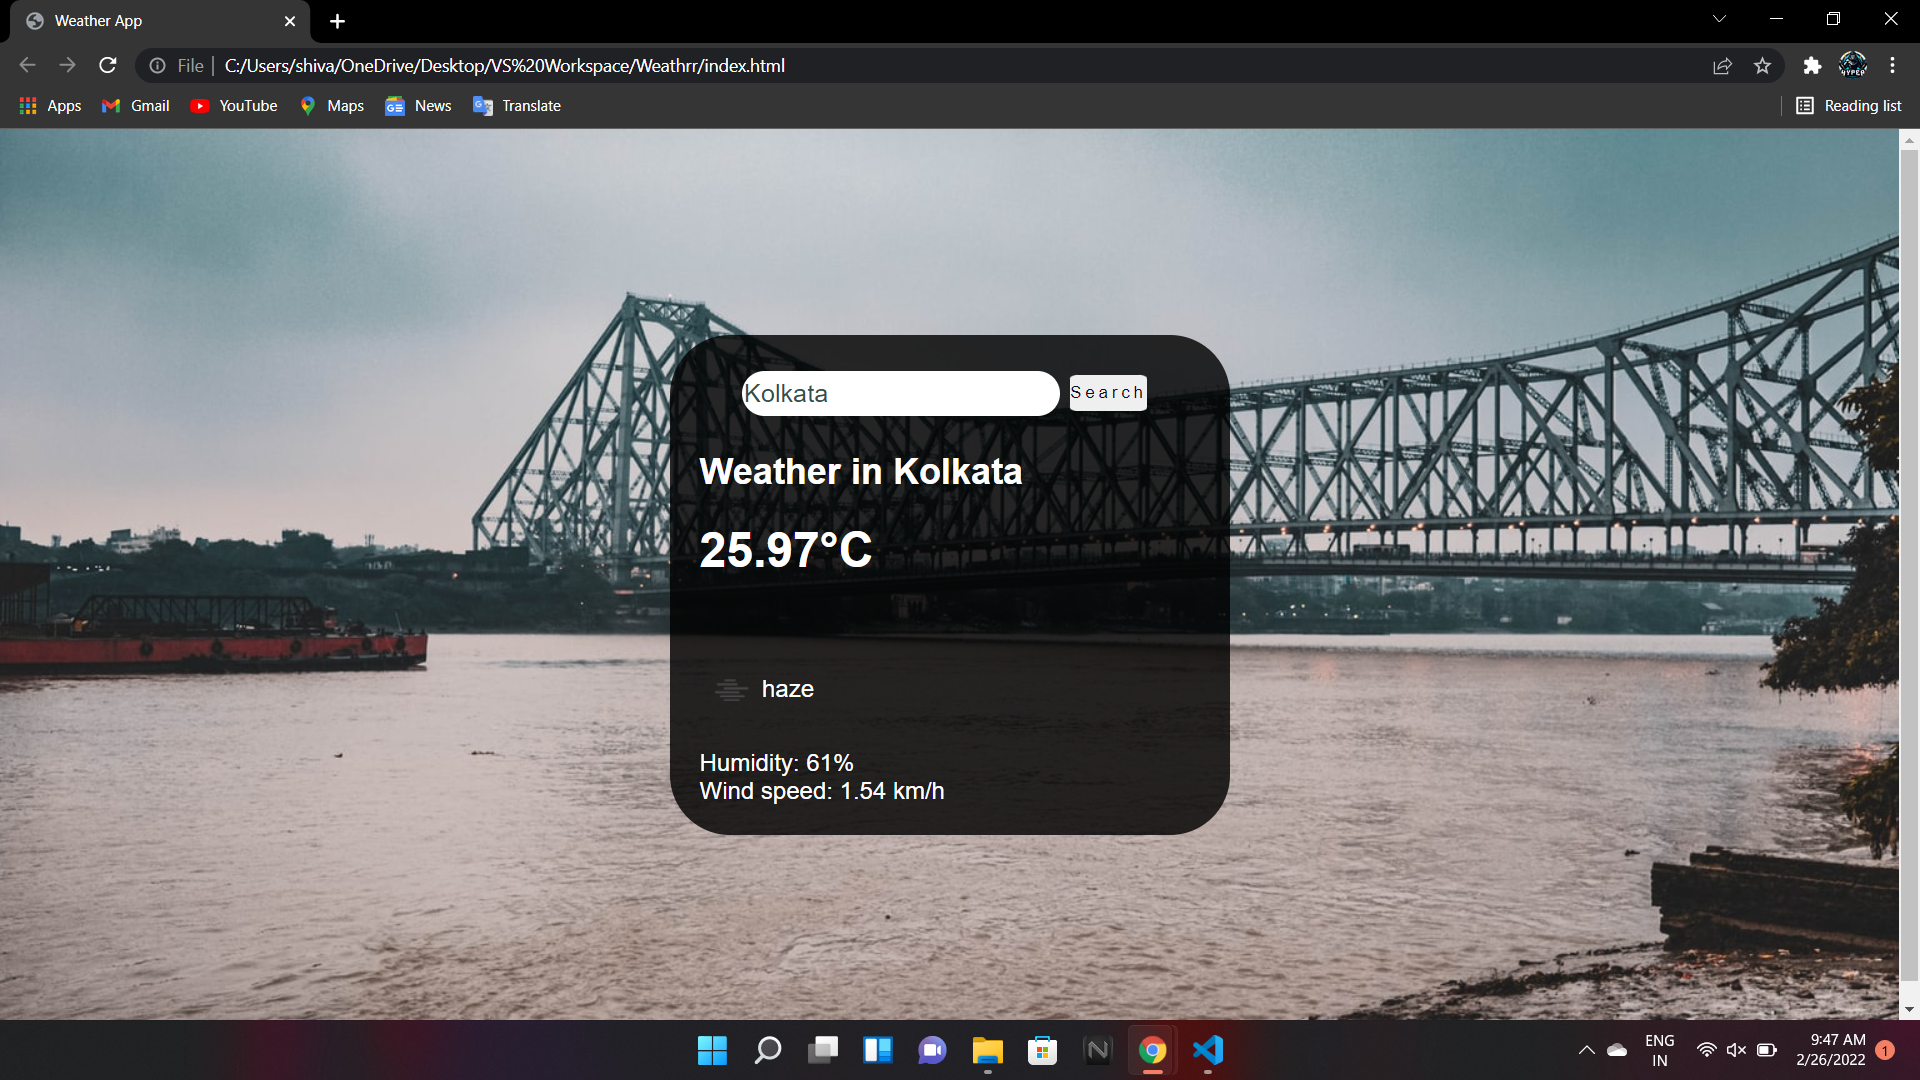 Weather App
File
C:/Users/shiva/OneDrive/Desktop/VS%20Workspace/Weathrr/index.html
Apps Gmail YouTube Maps News Translate Reading list
Kolkata Search
Weather in Kolkata
25.97°C
haze
Humidity: 61%
Wind speed: 1.54 km/h
ENG
IN
9:47 AM
2/26/2022
1